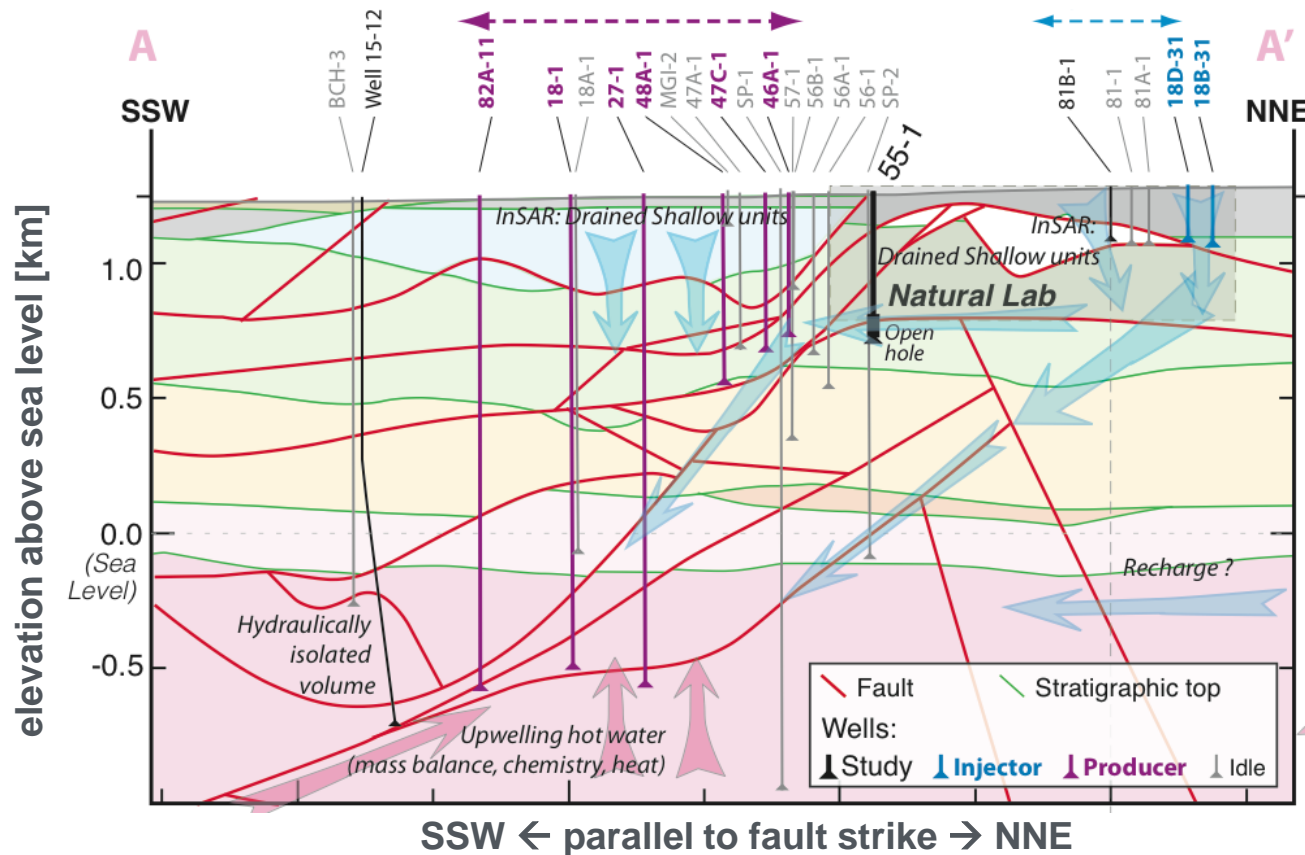 A
A'
SSW
NNE
BCH-3
Well 15-12
82A-11
18-1
18A-1
27-1
48A-1
MGI-2
47A-1
47C-1
SP-1
46A-1
57-1
56B-1
56A-1
56-1
SP-2
55-1
81B-1
81-1
81A-1
18D-31
18B-31
elevation above sea level [km]
1.0
0.5
0.0
(Sea
Level)
-0.5
InSAR: Drained Shallow units
InSAR:
Drained Shallow units
Natural Lab
Open
hole
Recharge ?
Hydraulically
isolated
volume
Upwelling hot water
(mass balance, chemistry, heat)
Fault
Stratigraphic top
Wells:
Study
Injector
Producer
Idle
SSW ← parallel to fault strike → NNE